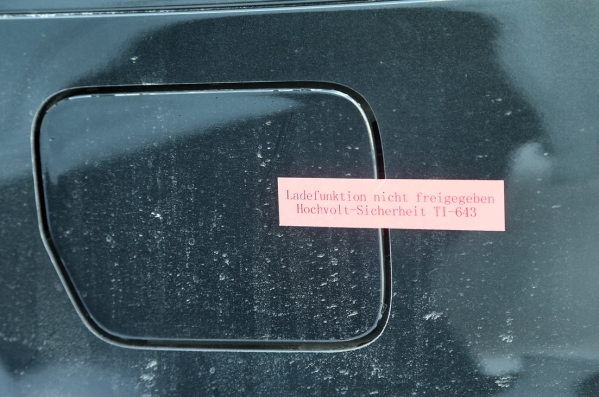 Ladefunktion nicht freigegeben
Hochvolt-Sicherheit TI-643